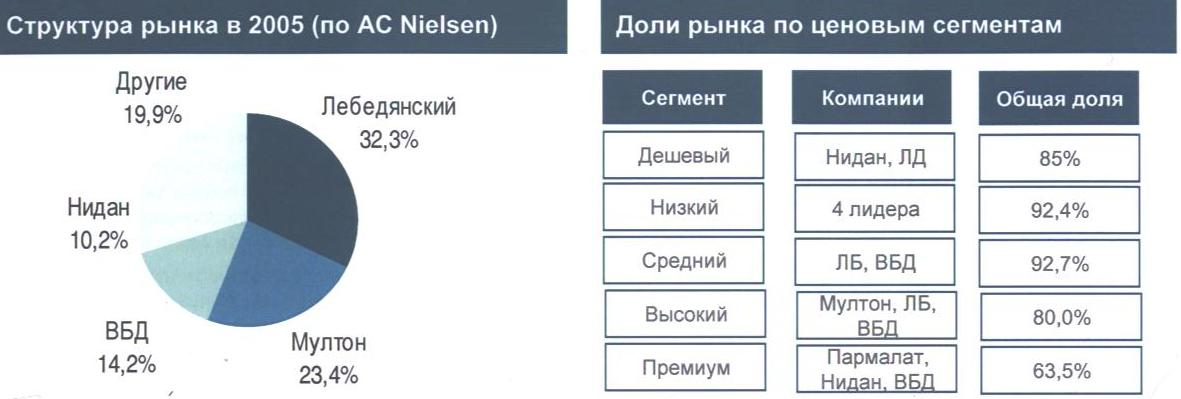 Структура рынка в 2005 (по AC Nielsen)
Другие
19,9%
Лебедянский
32,3%
Нидан
10,2%
ВБД
14,2%
Мултон
23,4%
Доли рынка по ценовым сегментам
Сегмент
Компании
Общая доля
Дешевый
Нидан, ЛД
85%
Низкий
4 лидера
92,4%
Средний
ЛБ, ВБД
92,7%
Высокий
Мултон, ЛБ,
ВБД
80,0%
Премиум
Пармалат,
Нидан, ВБД
63,5%